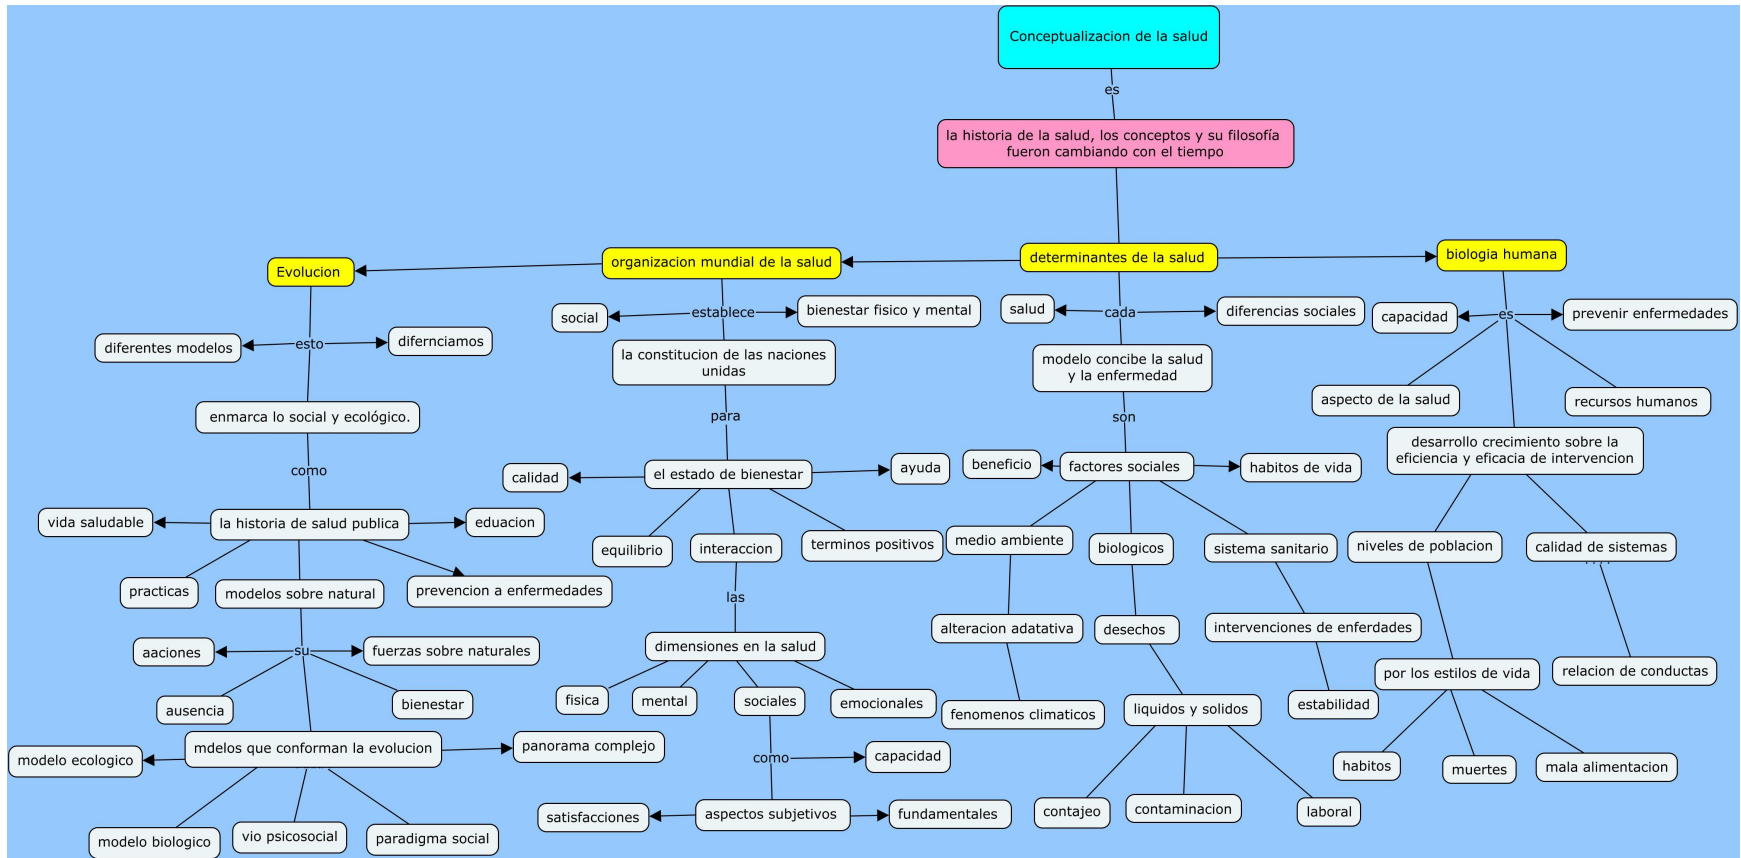 Conceptualizacion de la salud
es
la historia de la salud, los conceptos y su filosofía
fueron cambiando con el tiempo
Evolucion
organizacion mundial de la salud
determinantes de la salud
biologia humana
diferentes modelos
esto
difernciamos
enmarca lo social y ecológico.
como
vida saludable
la historia de salud publica
eduacion
practicas
modelos sobre natural
prevencion a enfermedades
aaciones
su
fuerzas sobre naturales
ausencia
bienestar
modelo ecologico
mdelos que conforman la evolucion
panorama complejo
modelo biologico
vio psicosocial
paradigma social
social
establece
bienestar fisico y mental
la constitucion de las naciones
unidas
para
calidad
el estado de bienestar
ayuda
equilibrio
interaccion
terminos positivos
las
dimensiones en la salud
fisica
mental
sociales
emocionales
como
capacidad
satisfacciones
aspectos subjetivos
fundamentales
salud
cada
diferencias sociales
modelo concibe la salud
y la enfermedad
son
beneficio
factores sociales
habitos de vida
medio ambiente
biologicos
sistema sanitario
alteracion adatativa
desechos
intervenciones de enferdades
fenomenos climaticos
liquidos y solidos
estabilidad
contajeo
contaminacion
laboral
capacidad
es
prevenir enfermedades
aspecto de la salud
recursos humanos
desarrollo crecimiento sobre la
eficiencia y eficacia de intervencion
niveles de poblacion
calidad de sistemas
por los estilos de vida
relacion de conductas
habitos
muertes
mala alimentacion